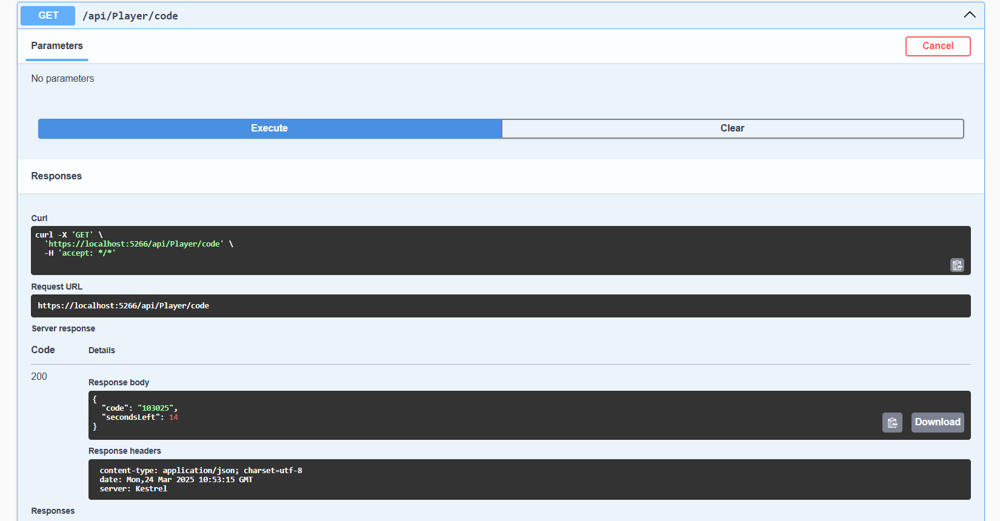 GET /api/Player/code
Parameters
Cancel
No parameters
Execute
Clear
Responses
Curl
curl -X 'GET' \
  'https://localhost:5266/api/Player/code' \
  -H 'accept: */*'
Request URL
https://localhost:5266/api/Player/code
Server response
Code Details
200
Response body
{
  "code": "103025",
  "secondsLeft": 14
}
Download
Response headers
content-type: application/json; charset=utf-8
date: Mon,24 Mar 2025 10:53:15 GMT
server: Kestrel
Responses